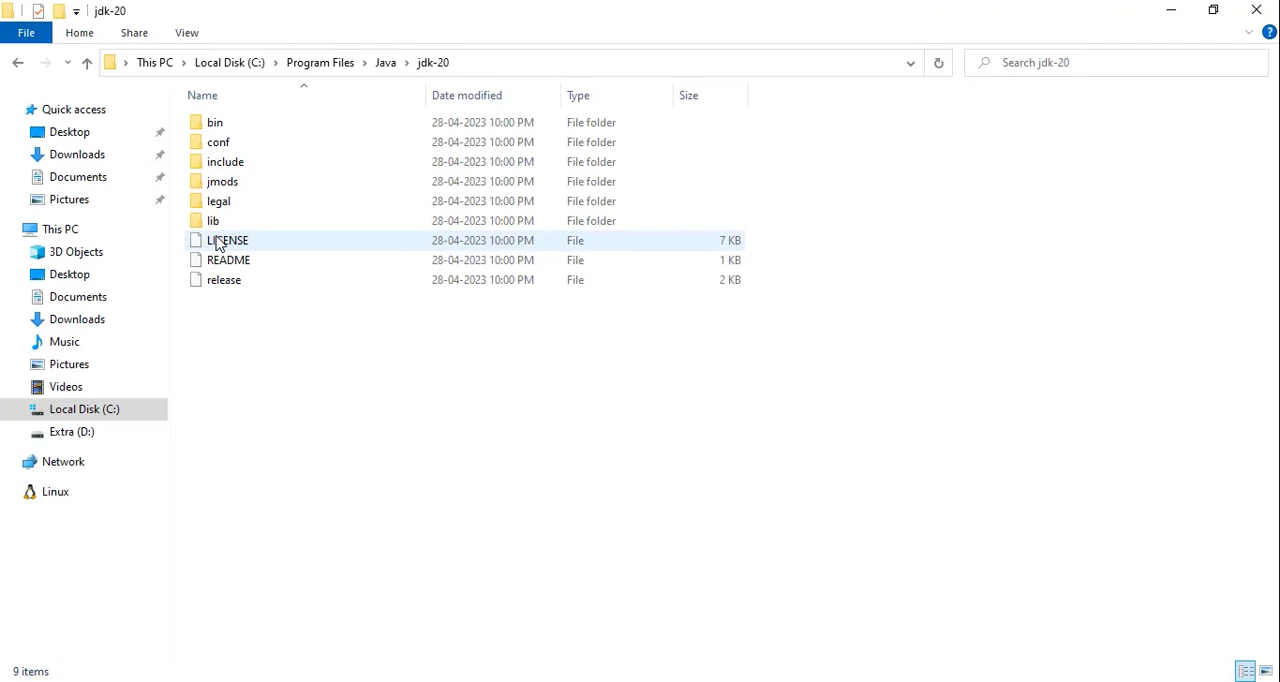 jdk-20
File Home Share View
This PC Local Disk (C:) Program Files Java jdk-20 Search jdk-20
Name Date modified Type Size
Quick access
Desktop
Downloads
Documents
Pictures
This PC
3D Objects
Desktop
Documents
Downloads
Music
Pictures
Videos
Local Disk (C:)
Extra (D:)
Network
Linux
bin 28-04-2023 10:00 PM File folder
conf 28-04-2023 10:00 PM File folder
include 28-04-2023 10:00 PM File folder
jmods 28-04-2023 10:00 PM File folder
legal 28-04-2023 10:00 PM File folder
lib 28-04-2023 10:00 PM File folder
LICENSE 28-04-2023 10:00 PM File 7 KB
README 28-04-2023 10:00 PM File 1 KB
release 28-04-2023 10:00 PM File 2 KB
9 items